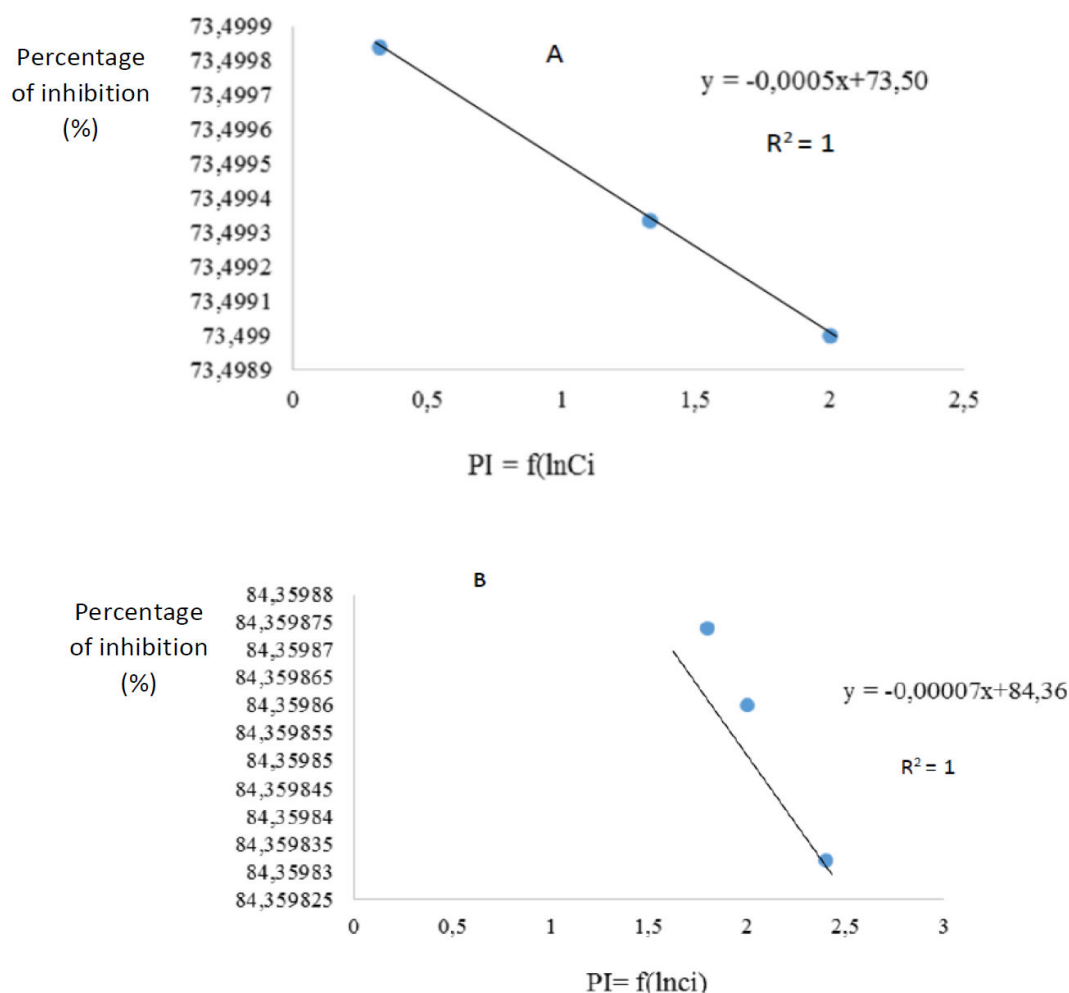 Percentage
of inhibition
(%)
73,4999
73,4998
73,4997
73,4996
73,4995
73,4994
73,4993
73,4992
73,4991
73,499
73,4989
A
y = -0,0005x+73,50
R² = 1
0 0,5 1 1,5 2 2,5
PI = f(lnCi
B
Percentage
of inhibition
(%)
84,35988
84,359875
84,35987
84,359865
84,35986
84,359855
84,35985
84,359845
84,35984
84,359835
84,35983
84,359825
y = -0,00007x+84,36
R² = 1
0 0,5 1 1,5 2 2,5 3
PI= f(lnci)